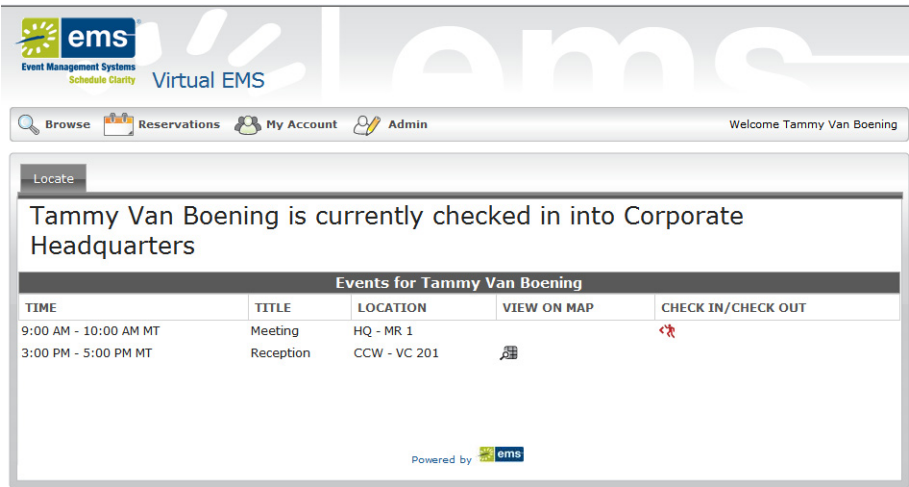 ems
Event Management Systems
Schedule Clarity
Virtual EMS
Browse Reservations My Account Admin Welcome Tammy Van Boening
Locate
Tammy Van Boening is currently checked in into Corporate
Headquarters
Events for Tammy Van Boening
TIME TITLE LOCATION VIEW ON MAP CHECK IN/CHECK OUT
9:00 AM - 10:00 AM MT Meeting HQ - MR 1
3:00 PM - 5:00 PM MT Reception CCW - VC 201
Powered by ems